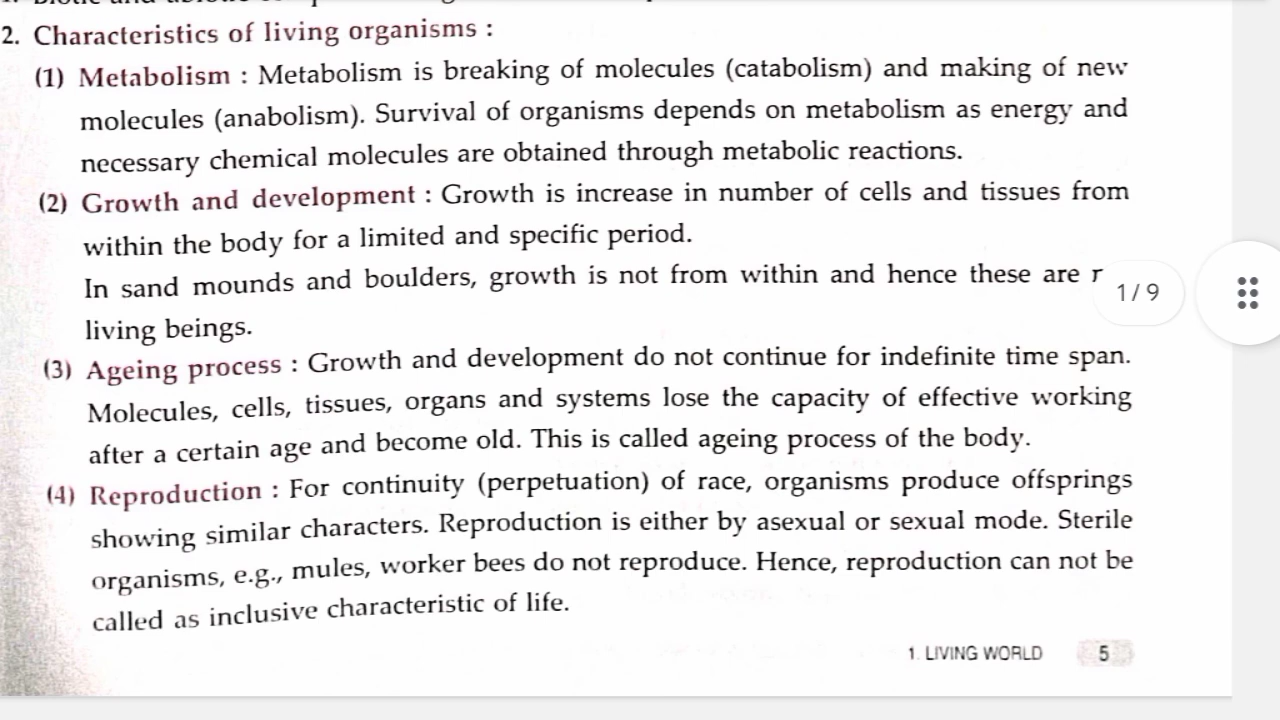 2. Characteristics of living organisms :
(1) Metabolism : Metabolism is breaking of molecules (catabolism) and making of new
molecules (anabolism). Survival of organisms depends on metabolism as energy and
necessary chemical molecules are obtained through metabolic reactions.
(2) Growth and development : Growth is increase in number of cells and tissues from
within the body for a limited and specific period.
In sand mounds and boulders, growth is not from within and hence these are
1 / 9
living beings.
(3) Ageing process : Growth and development do not continue for indefinite time span.
Molecules, cells, tissues, organs and systems lose the capacity of effective working
after a certain age and become old. This is called ageing process of the body.
(4) Reproduction : For continuity (perpetuation) of race, organisms produce offsprings
showing similar characters. Reproduction is either by asexual or sexual mode. Sterile
organisms, e.g., mules, worker bees do not reproduce. Hence, reproduction can not be
called as inclusive characteristic of life.
1. LIVING WORLD 5